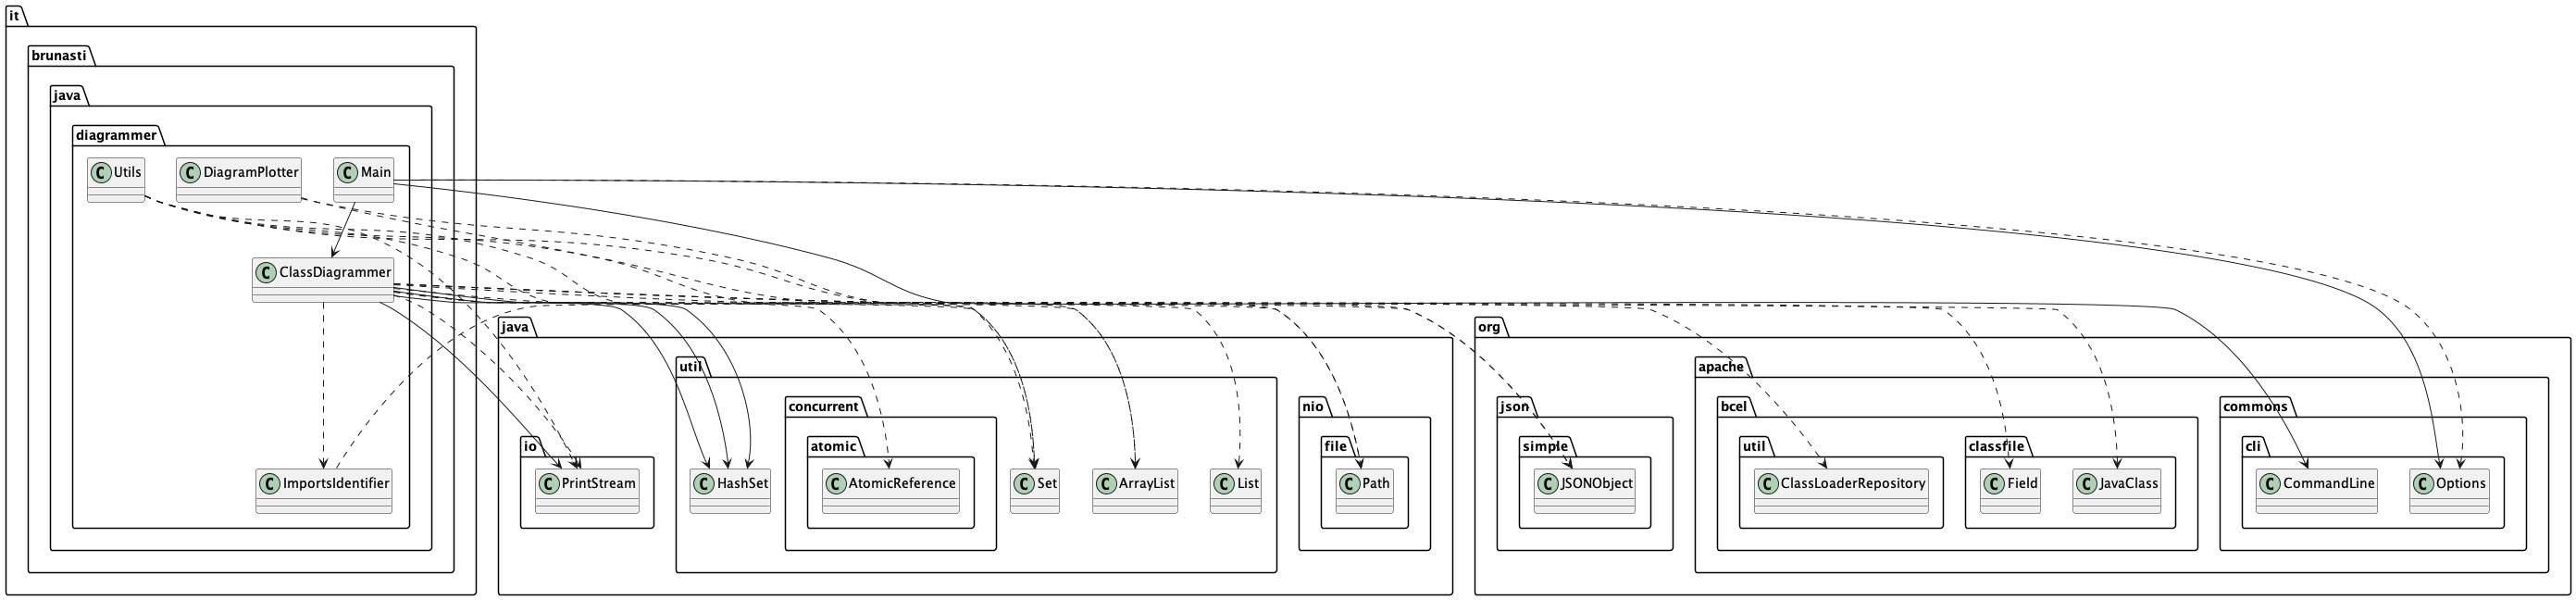 it
brunasti
java
diagrammer
C Utils
C DiagramPlotter
C Main
C ClassDiagrammer
C ImportsIdentifier
java
io
C PrintStream
util
C HashSet
concurrent
atomic
C AtomicReference
C Set
C ArrayList
C List
nio
file
C Path
org
json
simple
C JSONObject
apache
bcel
util
C ClassLoaderRepository
classfile
C Field
C JavaClass
commons
cli
C CommandLine
C Options